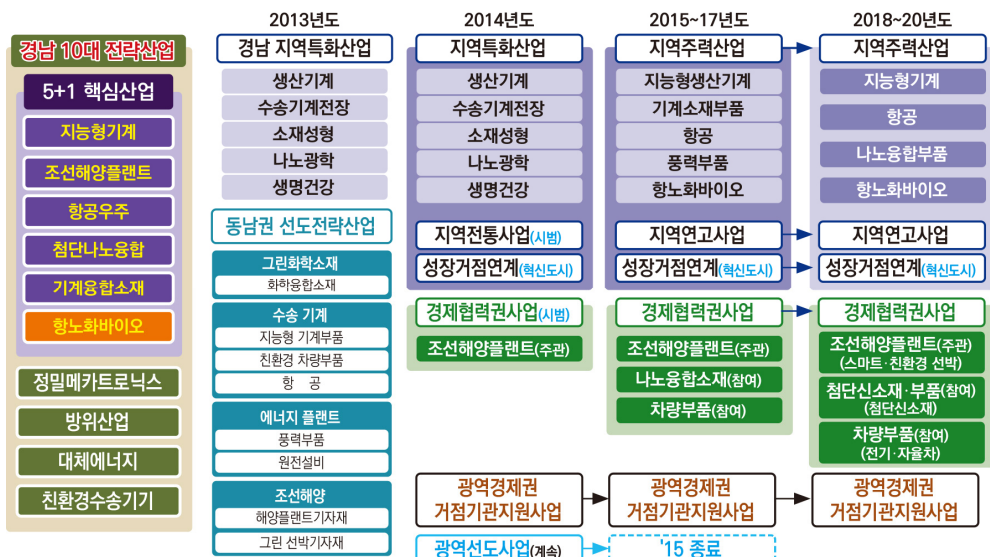 경남 10대 전략산업
5+1 핵심산업
지능형기계
조선해양플랜트
항공우주
첨단나노융합
기계융합소재
항노화바이오
정밀메카트로닉스
방위산업
대체에너지
친환경수송기기
2013년도
경남 지역특화산업
생산기계
수송기계전장
소재성형
나노광학
생명건강
동남권 선도전략산업
그린화학소재
화학융합소재
수송 기계
지능형 기계부품
친환경 차량부품
항 공
에너지 플랜트
풍력부품
원전설비
조선해양
해양플랜트기자재
그린 선박기자재
2014년도
지역특화산업
생산기계
수송기계전장
소재성형
나노광학
생명건강
지역전통사업(시범)
성장거점연계(혁신도시)
경제협력권사업(시범)
조선해양플랜트(주관)
광역경제권
거점기관지원사업
광역선도사업(계속)
2015~17년도
지역주력산업
지능형생산기계
기계소재부품
항공
풍력부품
항노화바이오
지역연고사업
성장거점연계(혁신도시)
경제협력권사업
조선해양플랜트(주관)
나노융합소재(참여)
차량부품(참여)
광역경제권
거점기관지원사업
'15 종료
2018~20년도
지역주력산업
지능형기계
항공
나노융합부품
항노화바이오
지역연고사업
성장거점연계(혁신도시)
경제협력권사업
조선해양플랜트(주관)
(스마트·친환경 선박)
첨단신소재·부품(참여)
(첨단신소재)
차량부품(참여)
(전기·자율차)
광역경제권
거점기관지원사업